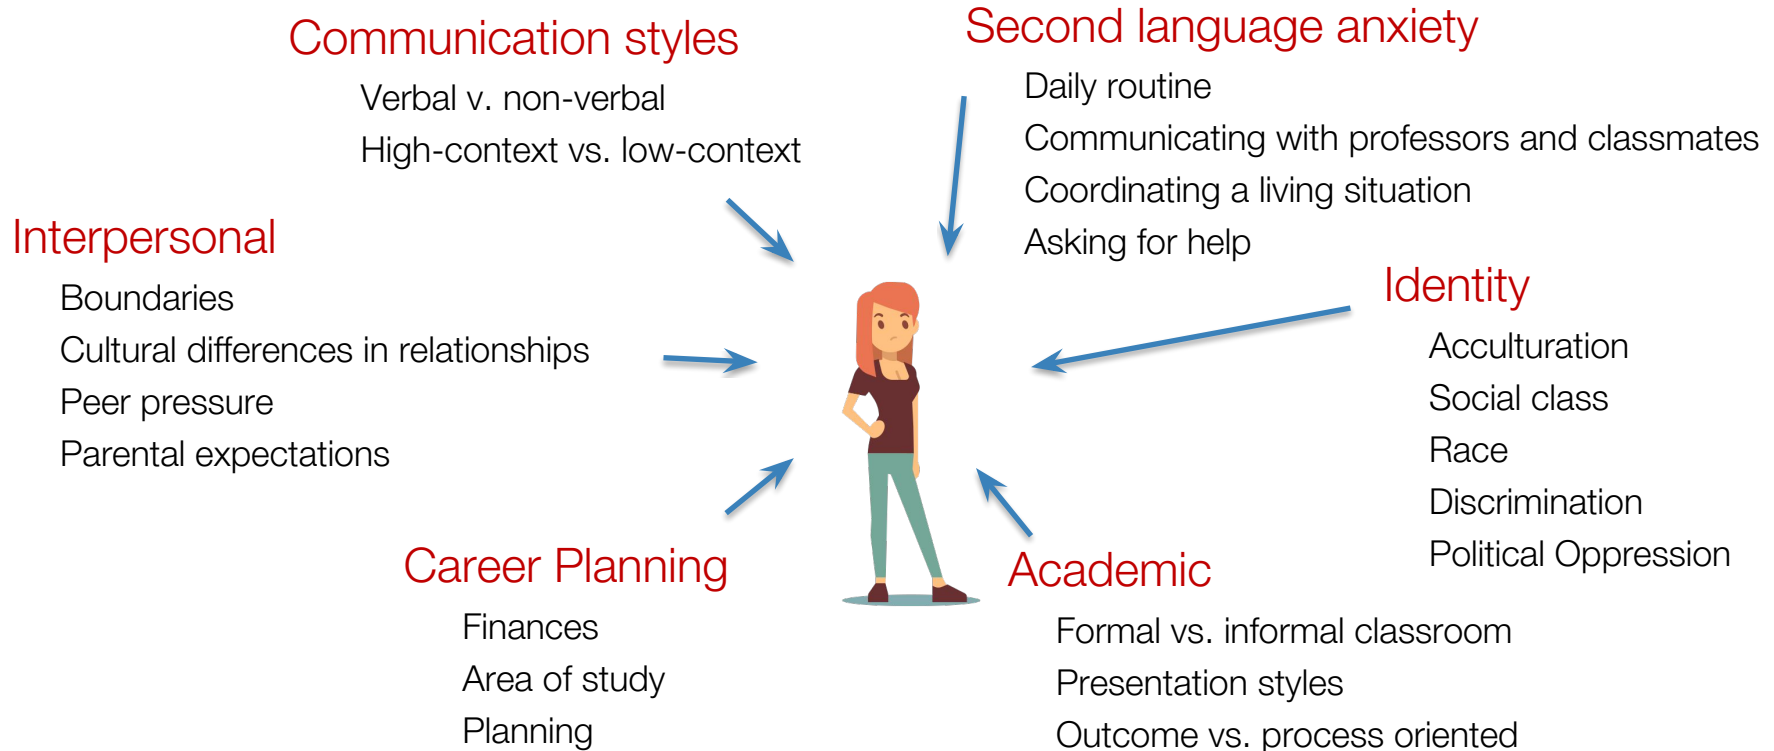 Communication styles
Verbal v. non-verbal
High-context vs. low-context
Second language anxiety
Daily routine
Communicating with professors and classmates
Coordinating a living situation
Asking for help
Interpersonal
Boundaries
Cultural differences in relationships
Peer pressure
Parental expectations
Identity
Acculturation
Social class
Race
Discrimination
Political Oppression
Career Planning
Finances
Area of study
Planning
Academic
Formal vs. informal classroom
Presentation styles
Outcome vs. process oriented